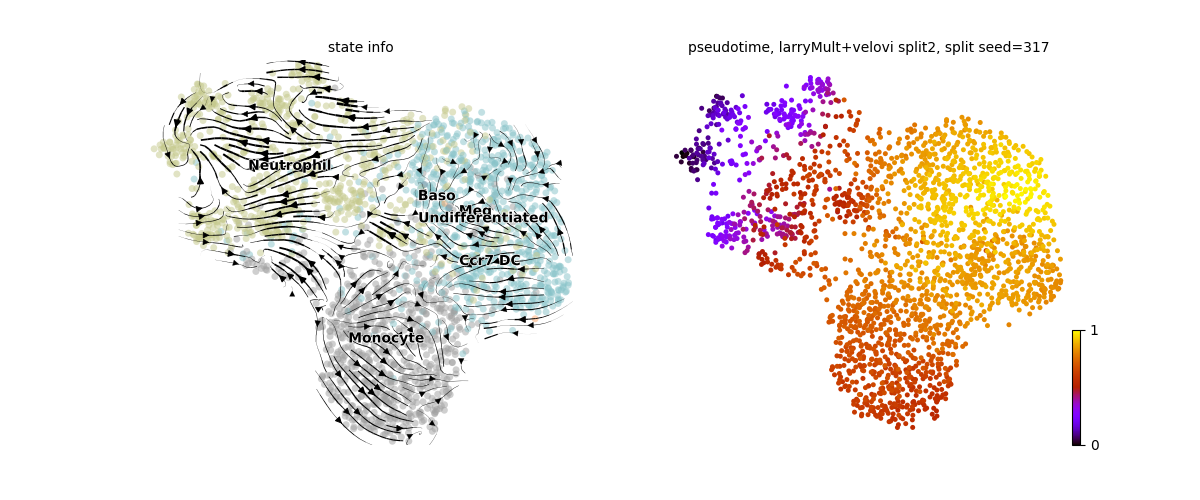 state info
pseudotime, larryMult+velovi split2, split seed=317
Neutrophil
Baso
Meg
Undifferentiated
Ccr7 DC
Monocyte
1
0